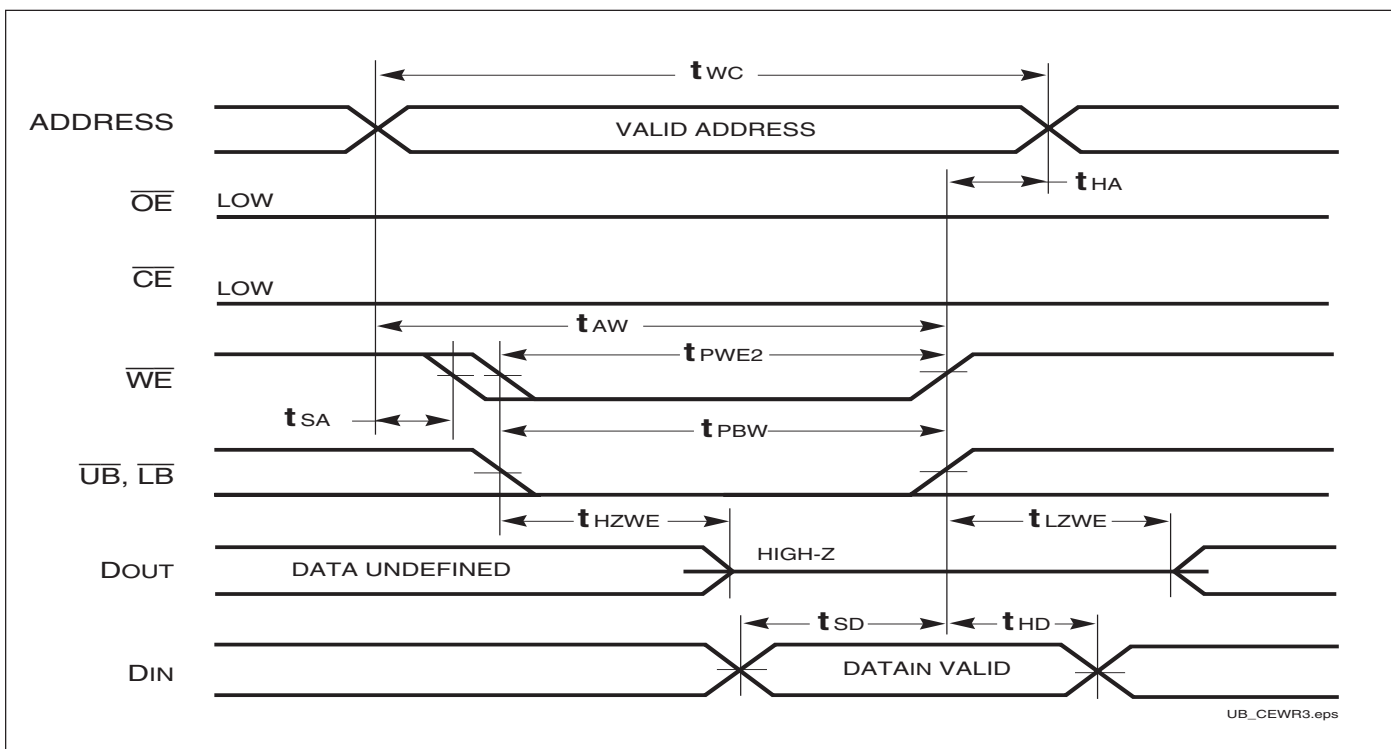 tWC
ADDRESS
VALID ADDRESS
tHA
OE
LOW
CE
LOW
tAW
tPWE2
WE
tSA
tPBW
UB, LB
tHZWE
tLZWE
DOUT
DATA UNDEFINED
HIGH-Z
tSD
tHD
DIN
DATAIN VALID
UB_CEWR3.eps